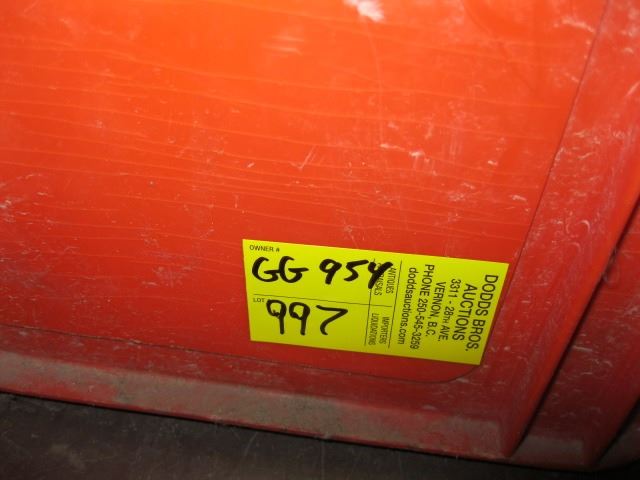 OWNER #
GG 954
LOT
997
ANTIQUES
IMPORTERS
LIQUIDATIONS
DODDS BROS.
AUCTIONS
3311 - 28TH AVE.
VERNON, B.C.
PHONE 250-545-3259
doddsauctions.com